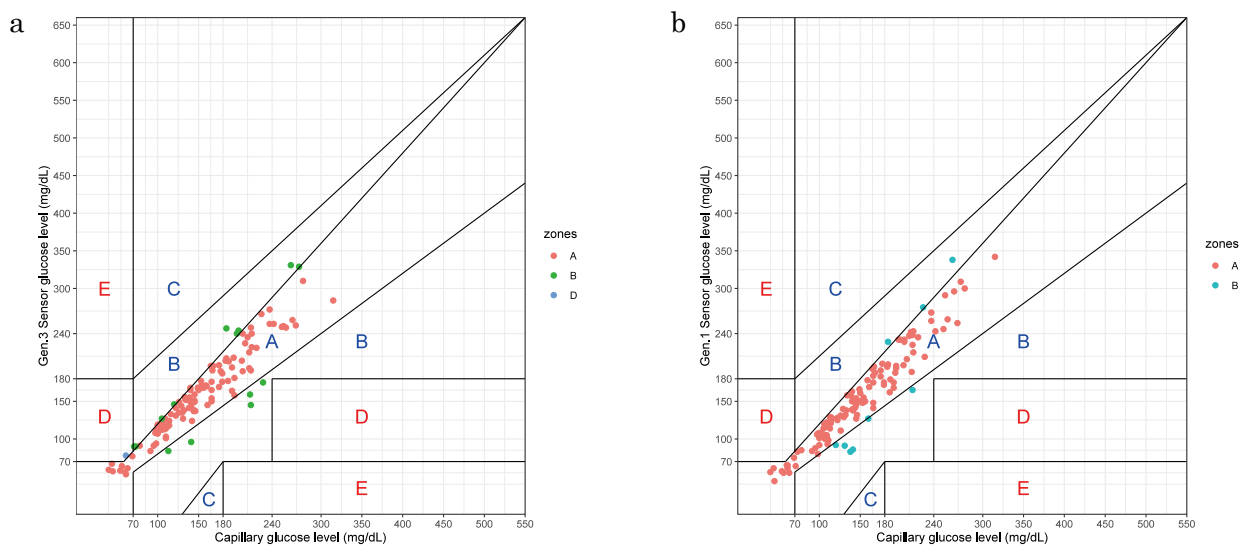 a
Gen.3 Sensor glucose level (mg/dL)
650
600
550
500
450
400
350
300
240
180
150
100
70
E
C
B
A
B
D
D
C
E
70
100
150
180
240
300
350
400
450
500
550
Capillary glucose level (mg/dL)
zones
A
B
D
b
Gen.1 Sensor glucose level (mg/dL)
650
600
550
500
450
400
350
300
240
180
150
100
70
E
C
B
A
B
D
D
C
E
70
100
150
180
240
300
350
400
450
500
550
Capillary glucose level (mg/dL)
zones
A
B